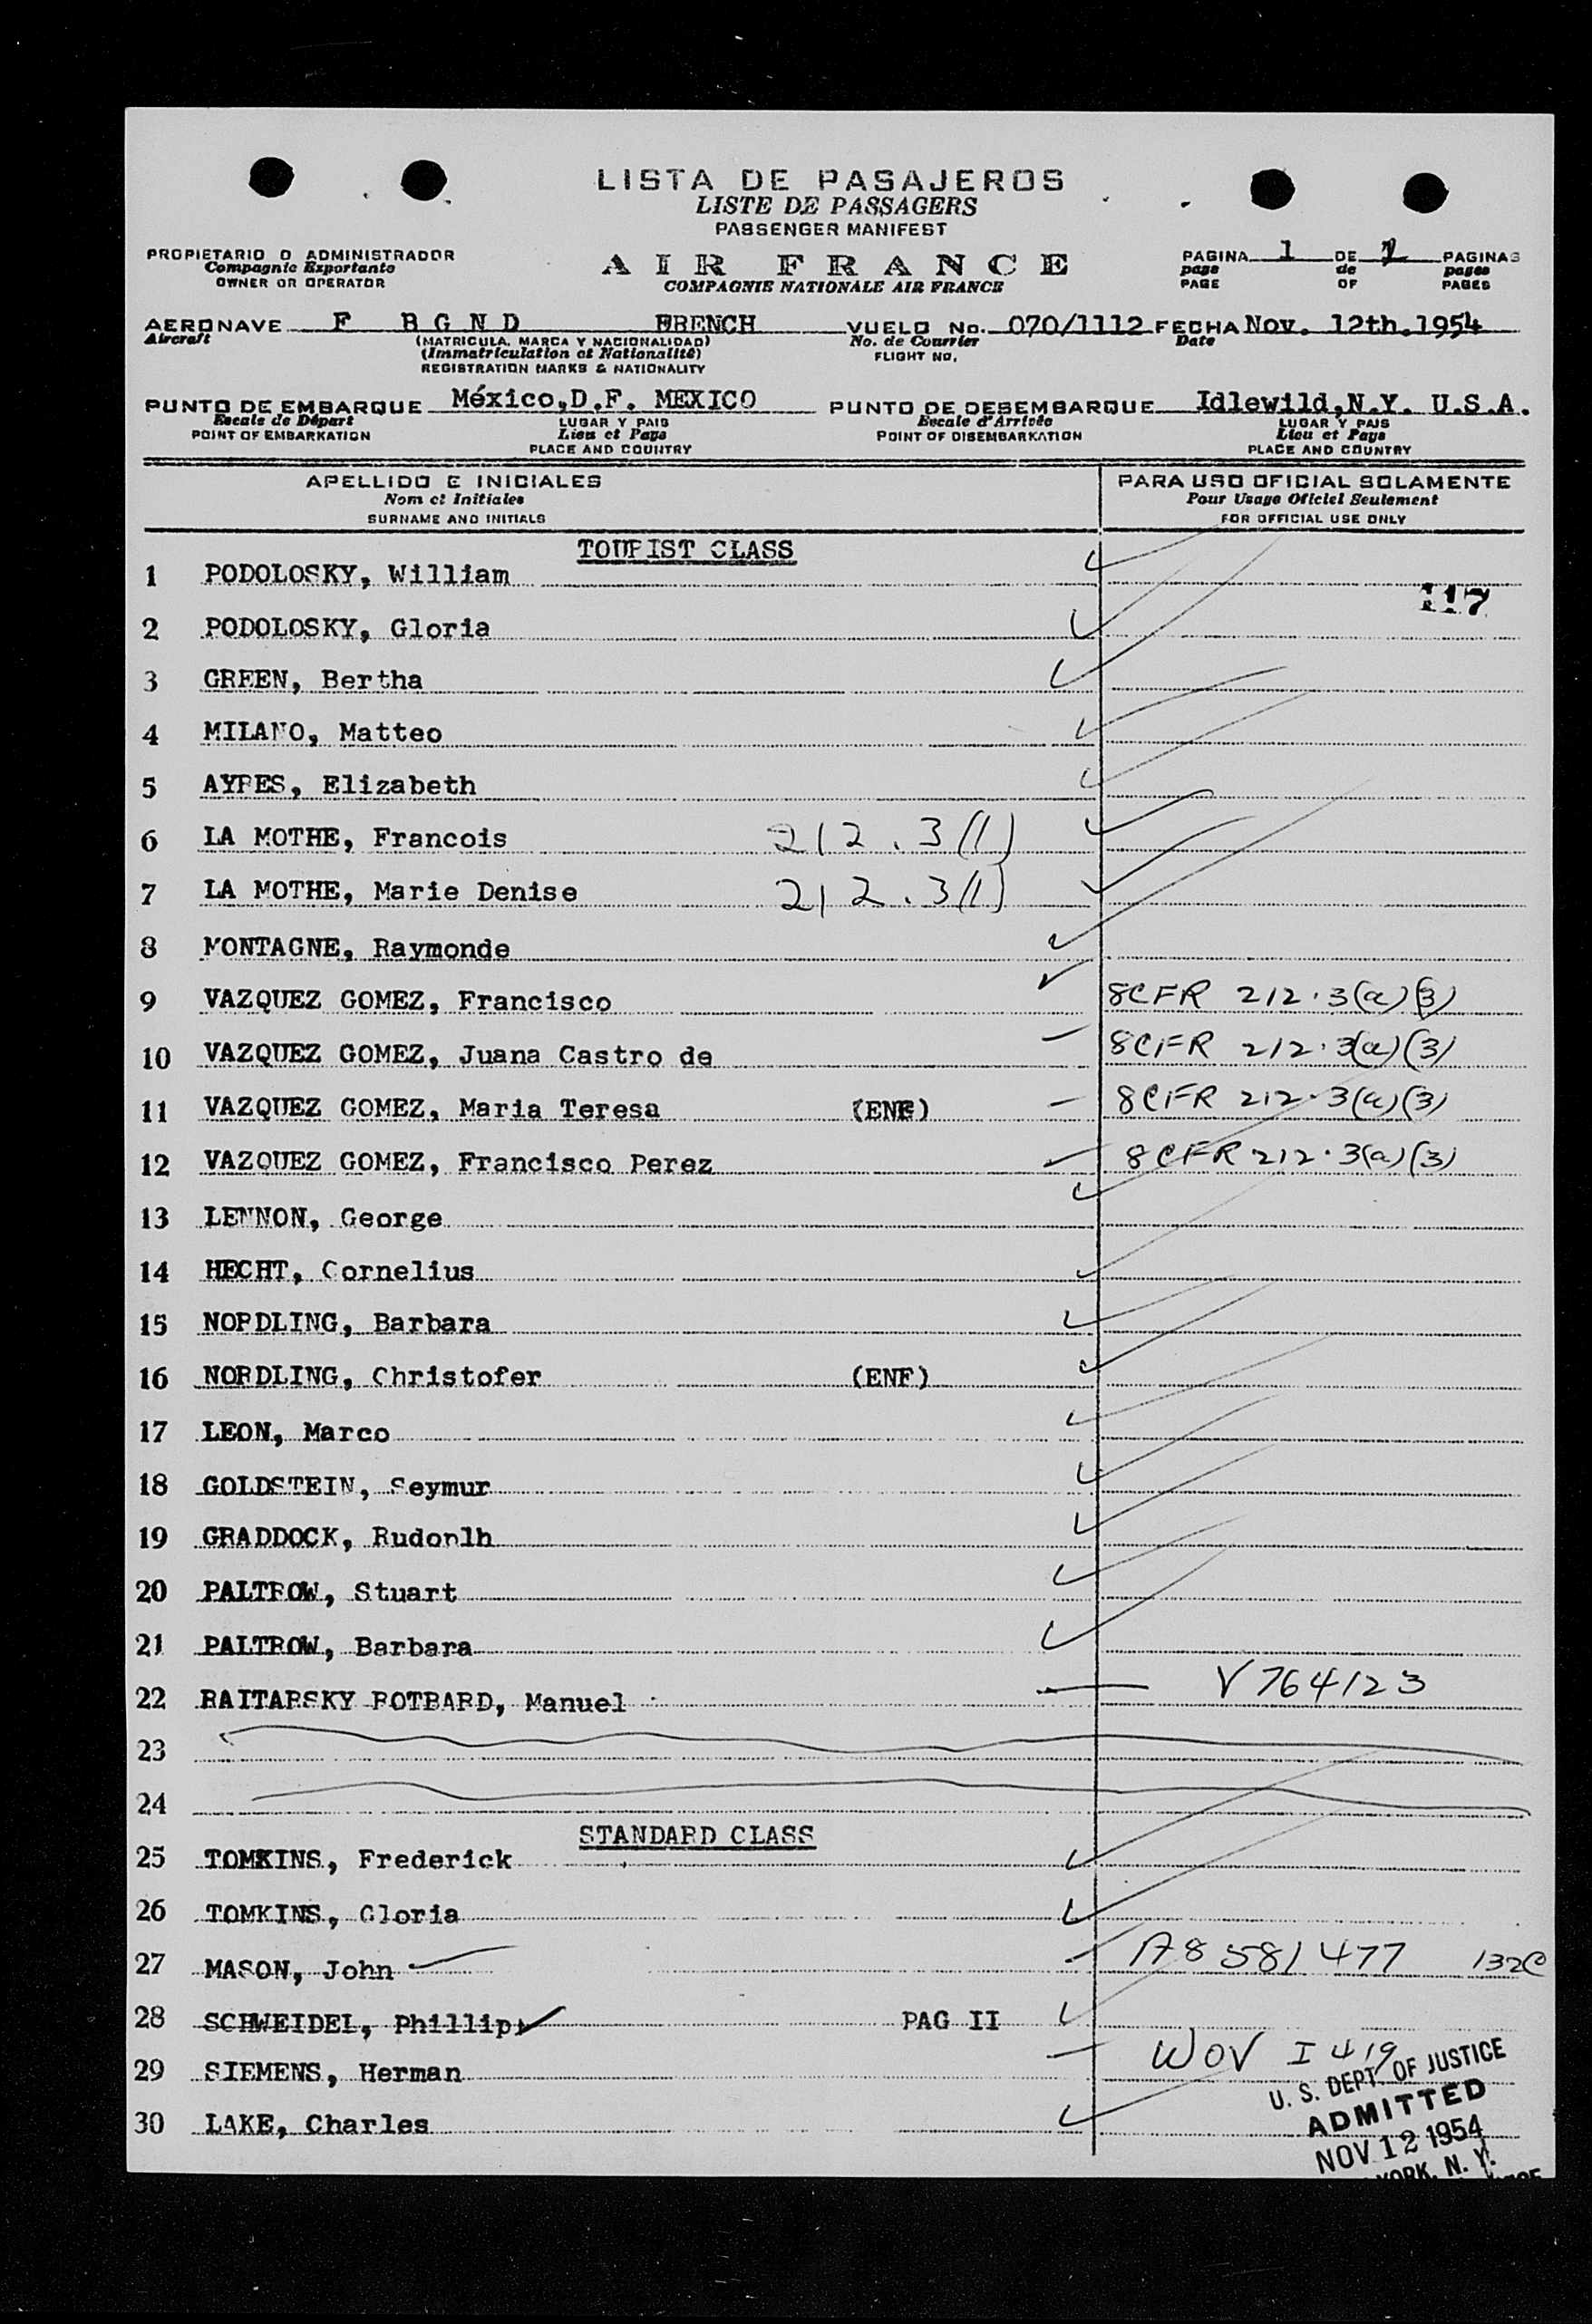 LISTA DE PASAJEROS
LISTE DE PASSAGERS
PASSENGER MANIFEST
PROPIETARIO O ADMINISTRADOR
Compagnie Exportante
OWNER OR OPERATOR
AIR FRANCE
COMPAGNIE NATIONALE AIR FRANCE
PAGINA 1 DE PAGINAS
page de pages
PAGE OF PAGES
AERONAVE F BGND FRENCH VUELO No. 070/1112 FECHA Nov. 12th.1954
Aircraft (MATRICULA, MARCA Y NACIONALIDAD) No. de Courrier Date
(Immatriculation et Nationalité) FLIGHT NO.
REGISTRATION MARKS & NATIONALITY
PUNTO DE EMBARQUE México,D.F. MEXICO PUNTO DE DESEMBARQUE Idlewild,N.Y. U.S.A.
Escale de Départ LUGAR Y PAIS Escale d'Arrivée LUGAR Y PAIS
POINT OF EMBARKATION Lieu et Pays POINT OF DISEMBARKATION Lieu et Pays
PLACE AND COUNTRY PLACE AND COUNTRY
APELLIDO E INICIALES PARA USO OFICIAL SOLAMENTE
Nom et Initiales Pour Usage Oficiel Seulement
SURNAME AND INITIALS FOR OFFICIAL USE ONLY
TOURIST CLASS
1 PODOLOSKY, William
117
2 PODOLOSKY, Gloria
3 GREEN, Bertha
4 MILANO, Matteo
5 AYRES, Elizabeth
6 LA MOTHE, Francois 212.3(1)
7 LA MOTHE, Marie Denise 212.3(1)
8 MONTAGNE, Raymonde
9 VAZQUEZ GOMEZ, Francisco 8CFR 212.3(a)(3)
10 VAZQUEZ GOMEZ, Juana Castro de 8CFR 212.3(a)(3)
11 VAZQUEZ GOMEZ, Maria Teresa (ENF) 8CFR 212.3(a)(3)
12 VAZQUEZ GOMEZ, Francisco Perez 8CFR 212.3(a)(3)
13 LENNON, George
14 HECHT, Cornelius
15 NORDLING, Barbara
16 NORDLING, Christofer (ENF)
17 LEON, Marco
18 GOLDSTEIN, Seymur
19 GRADDOCK, Rudonlh
20 PALTROW, Stuart
21 PALTROW, Barbara
22 RAITARSKY ROTBARD, Manuel V764123
23
24
STANDARD CLASS
25 TOMKINS, Frederick
26 TOMKINS, Gloria
27 MASON, John A8 581 477 132C
28 SCHWEIDEL, Phillip PAG II
29 SIEMENS, Herman WOV I 419
U. S. DEPT. OF JUSTICE
ADMITTED
30 LAKE, Charles
NOV 12 1954
YORK, N. Y.